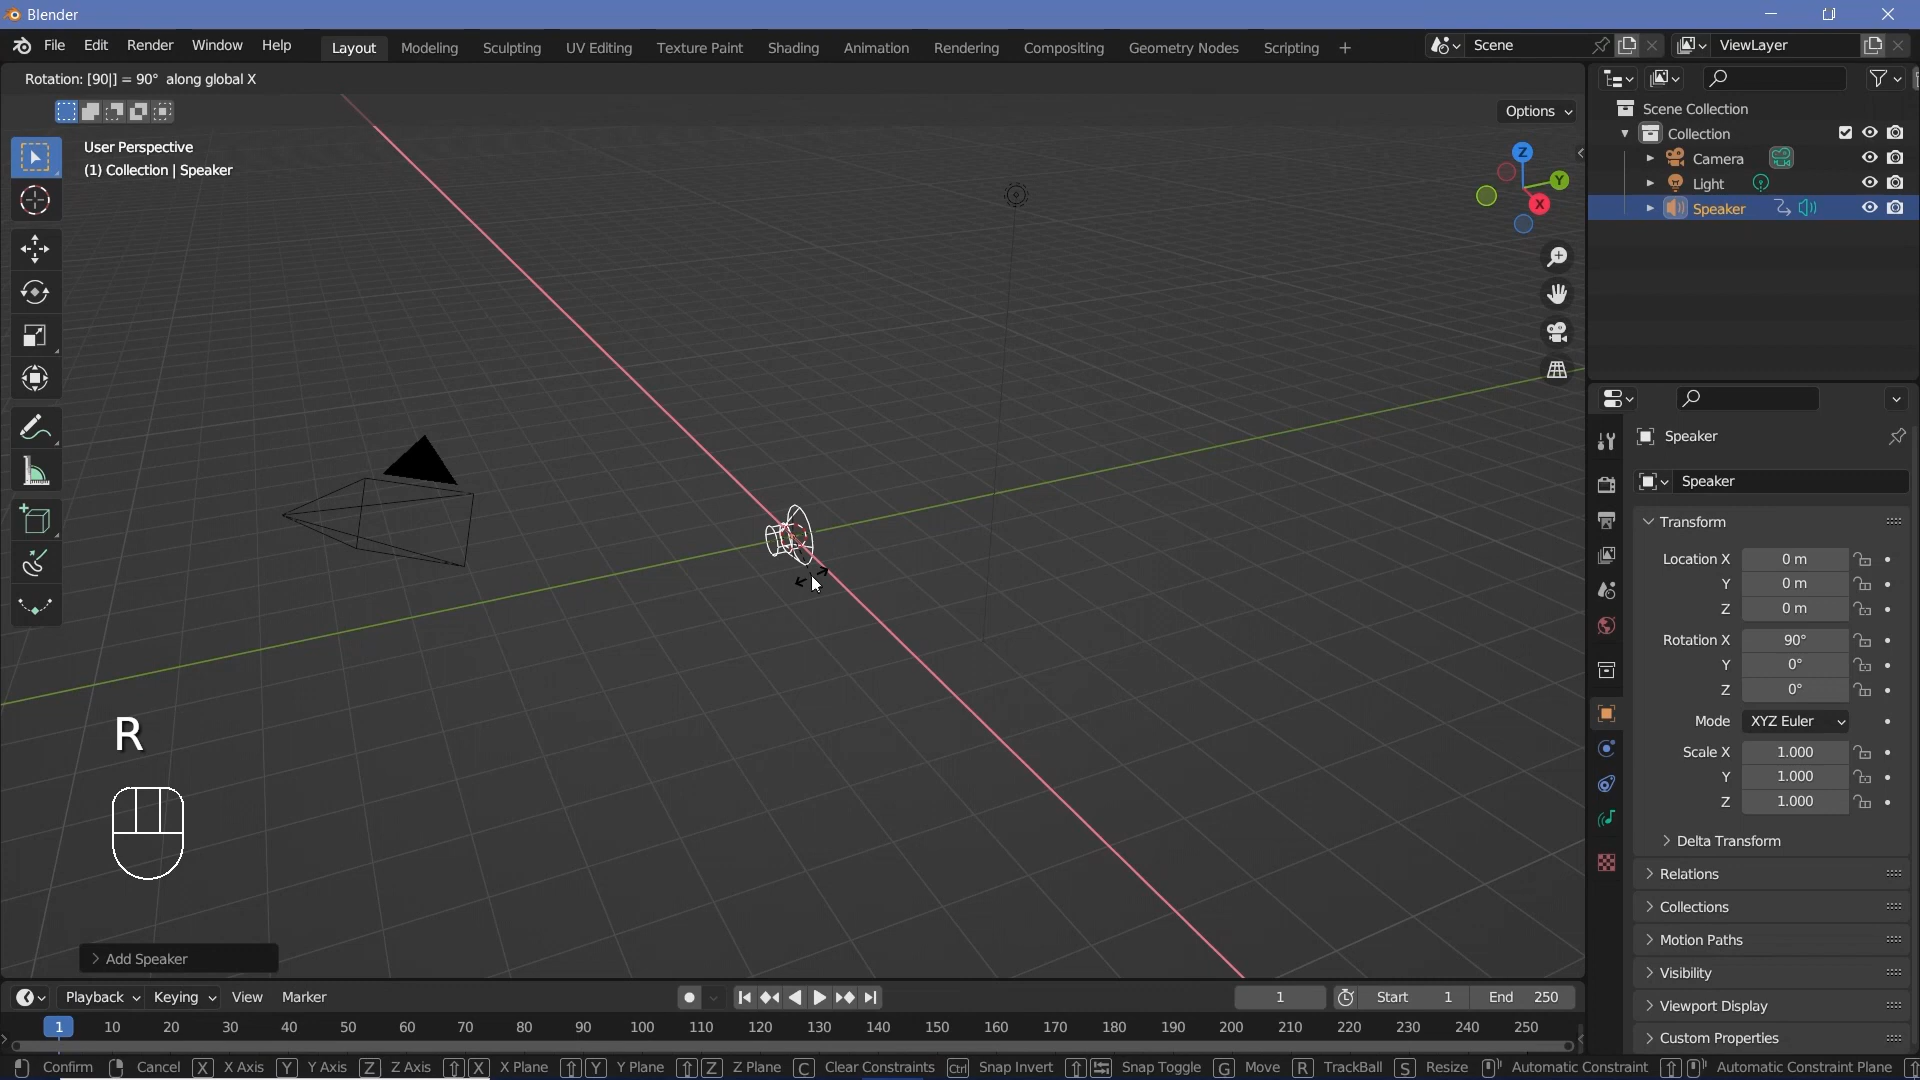 Blender
File Edit Render Window Help Layout Modeling Sculpting UV Editing Texture Paint Shading Animation Rendering Compositing Geometry Nodes Scripting + Scene ViewLayer
Rotation: [90|] = 90° along global X
Options
User Perspective
(1) Collection | Speaker
Z
Y
X
Scene Collection
Collection
Camera
Light
Speaker
Speaker
Speaker
Transform
Location X 0 m
Y 0 m
Z 0 m
Rotation X 90°
Y 0°
Z 0°
Mode XYZ Euler
Scale X 1.000
Y 1.000
Z 1.000
Delta Transform
Relations
Collections
Motion Paths
Visibility
Viewport Display
Custom Properties
R
Add Speaker
Playback Keying View Marker 1 Start 1 End 250
1 10 20 30 40 50 60 70 80 90 100 110 120 130 140 150 160 170 180 190 200 210 220 230 240 250
Confirm Cancel X X Axis Y Y Axis Z Z Axis X X Plane Y Y Plane Z Z Plane C Clear Constraints Ctrl Snap Invert Snap Toggle G Move R TrackBall S Resize Automatic Constraint Automatic Constraint Plane